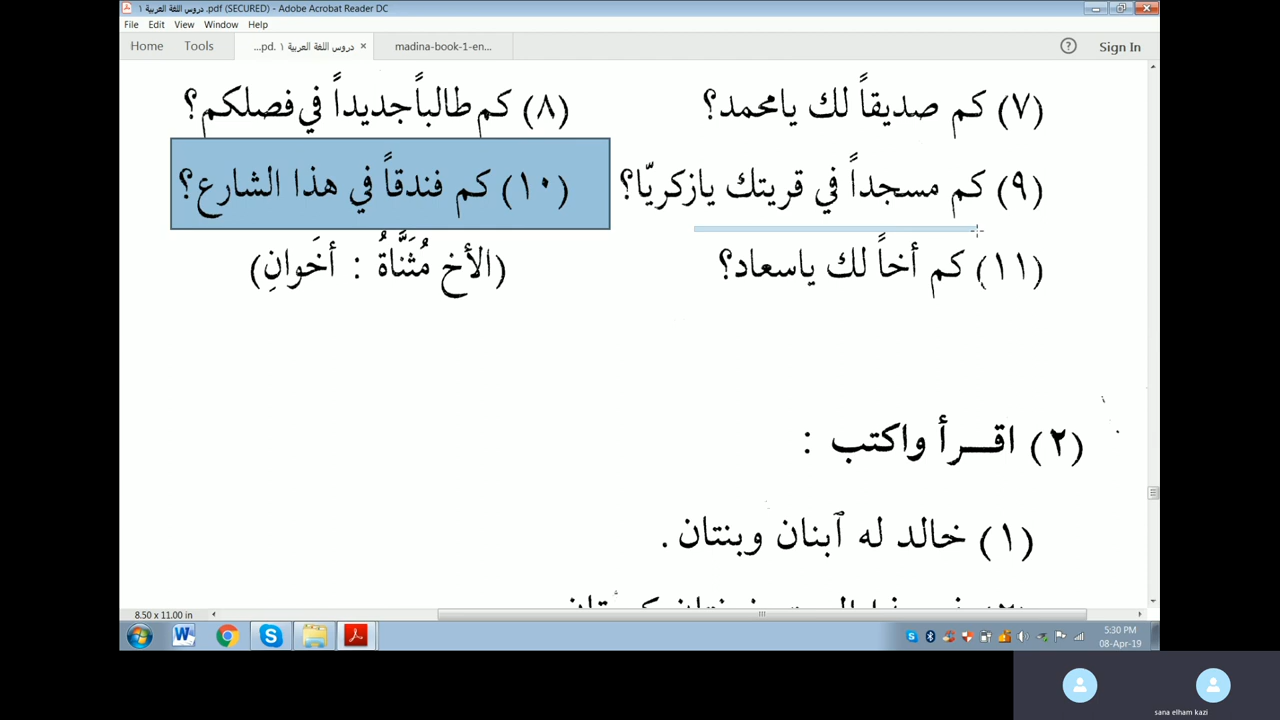 دروس اللغة العربية ١ .pdf (SECURED) - Adobe Acrobat Reader DC
File Edit View Window Help
Home Tools دروس اللغة العربية ١ .pd... × madina-book-1-en... ? Sign In
(٧) كم صديقاً لك يامحمد؟ (٨) كم طالباً جديداً في فصلكم؟
(٩) كم مسجداً في قريتك يازكريّا؟ (١٠) كم فندقاً في هذا الشارع؟
(١١) كم أخاً لك ياسعاد؟ (الأخ مُثَنَّاةُ : أخَوانِ)
(٢) اقـــرأ واكتب :
(١) خالد له ٱبنان وبنتان .
8.50 x 11.00 in
5:30 PM
08-Apr-19
sana elham kazi